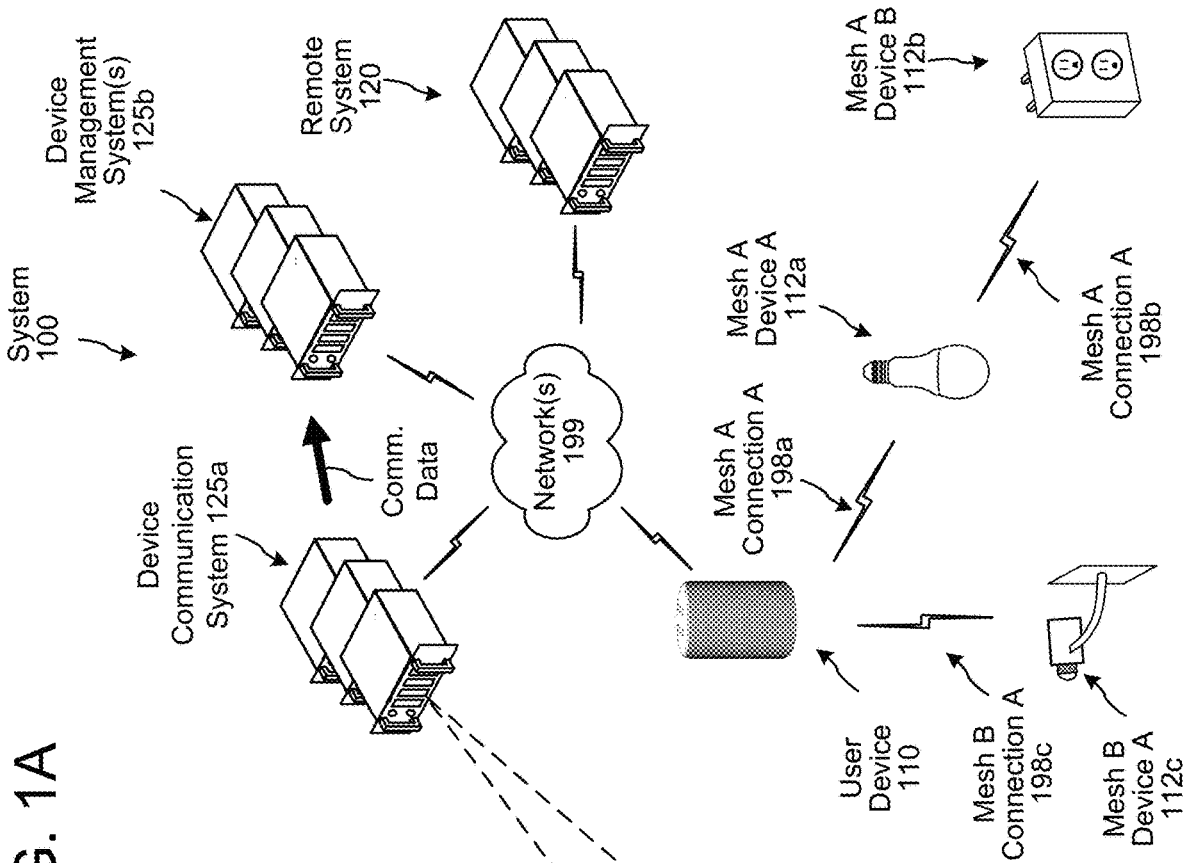 G. 1A
System
100
Device
Management
System(s)
125b
Remote
System
120
Device
Communication
System 125a
Comm.
Data
Network(s)
199
Mesh A
Connection A
198a
Mesh A
Device A
112a
Mesh A
Device B
112b
User
Device
110
Mesh B
Connection A
198c
Mesh B
Device A
112c
Mesh A
Connection A
198b